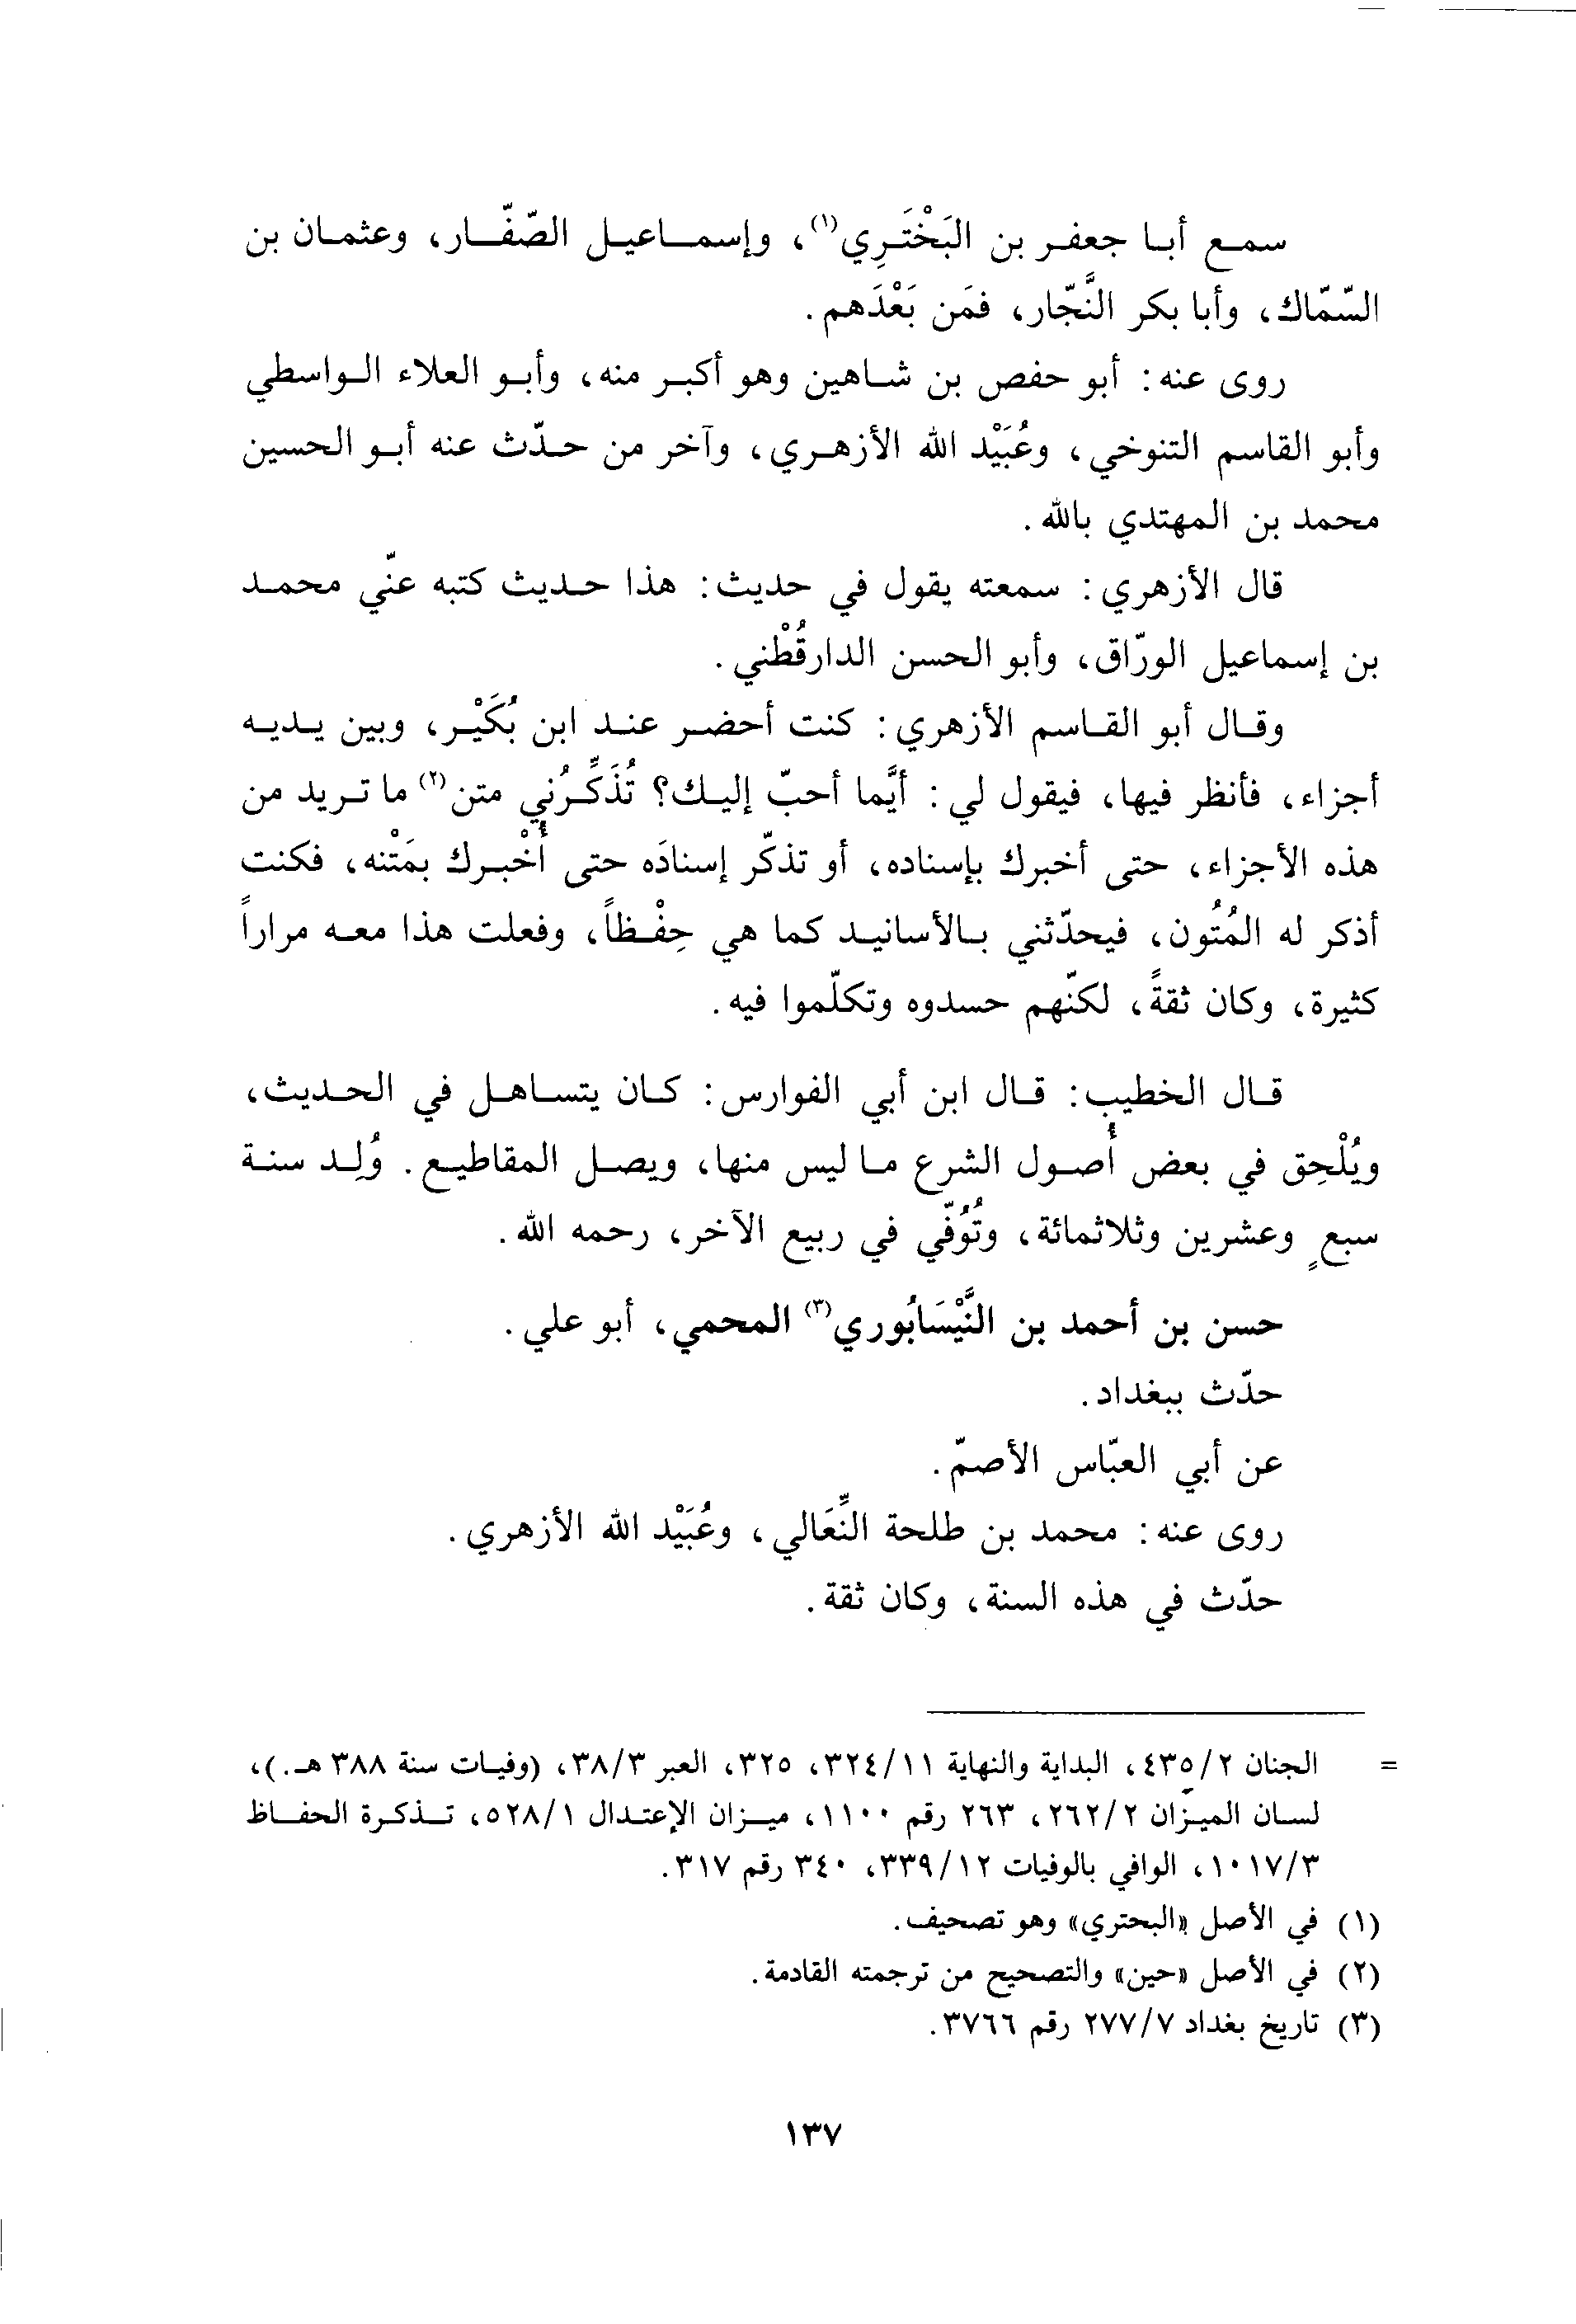 سمع أبا جعفر بن البَخْتَرِي(١)، وإسماعيل الصّفّار، وعثمان بن
السّمّاك، وأبا بكر النَّجّار، فمَن بَعْدَهم.
روى عنه: أبو حفص بن شاهين وهو أكبر منه، وأبو العلاء الواسطي
وأبو القاسم التنوخي، وعُبَيْد الله الأزهري، وآخر من حدّث عنه أبو الحسين
محمد بن المهتدي بالله.
قال الأزهري: سمعته يقول في حديث: هذا حديث كتبه عنّي محمد
بن إسماعيل الورّاق، وأبو الحسن الدارقُطْني.
وقال أبو القاسم الأزهري: كنت أحضر عند ابن بُكَيْر، وبين يديه
أجزاء، فأنظر فيها، فيقول لي: أيَّما أحبّ إليك؟ تُذَكِّرُني متن(٢) ما تريد من
هذه الأجزاء، حتى أخبرك بإسناده، أو تذكّر إسنادَه حتى أُخْبرك بمَتْنه، فكنت
أذكر له المُتُون، فيحدّثني بالأسانيد كما هي حِفْظاً، وفعلت هذا معه مراراً
كثيرة، وكان ثقةً، لكنّهم حسدوه وتكلّموا فيه.
قال الخطيب: قال ابن أبي الفوارس: كان يتساهل في الحديث،
ويُلْحِق في بعض أُصول الشرع ما ليس منها، ويصل المقاطيع. وُلِد سنة
سبعٍ وعشرين وثلاثمائة، وتُوُفّي في ربيع الآخر، رحمه الله.
حسن بن أحمد بن النَّيْسَابُوري(٣) المحمي، أبو علي.
حدّث ببغداد.
عن أبي العبّاس الأصمّ.
روى عنه: محمد بن طلحة النِّعَالي، وعُبَيْد الله الأزهري.
حدّث في هذه السنة، وكان ثقة.
= الجنان ٤٣٥/٢، البداية والنهاية ٣٢٤/١١، ٣٢٥، العبر ٣٨/٣، (وفيات سنة ٣٨٨ هـ.)،
لسان الميزان ٢٦٢/٢، ٢٦٣ رقم ١١٠٠، ميزان الإعتدال ٥٢٨/١، تذكرة الحفاظ
١٠١٧/٣، الوافي بالوفيات ٣٣٩/١٢، ٣٤٠ رقم ٣١٧.
(١) في الأصل «البحتري» وهو تصحيف.
(٢) في الأصل «حين» والتصحيح من ترجمته القادمة.
(٣) تاريخ بغداد ٢٧٧/٧ رقم ٣٧٦٦.
١٣٧